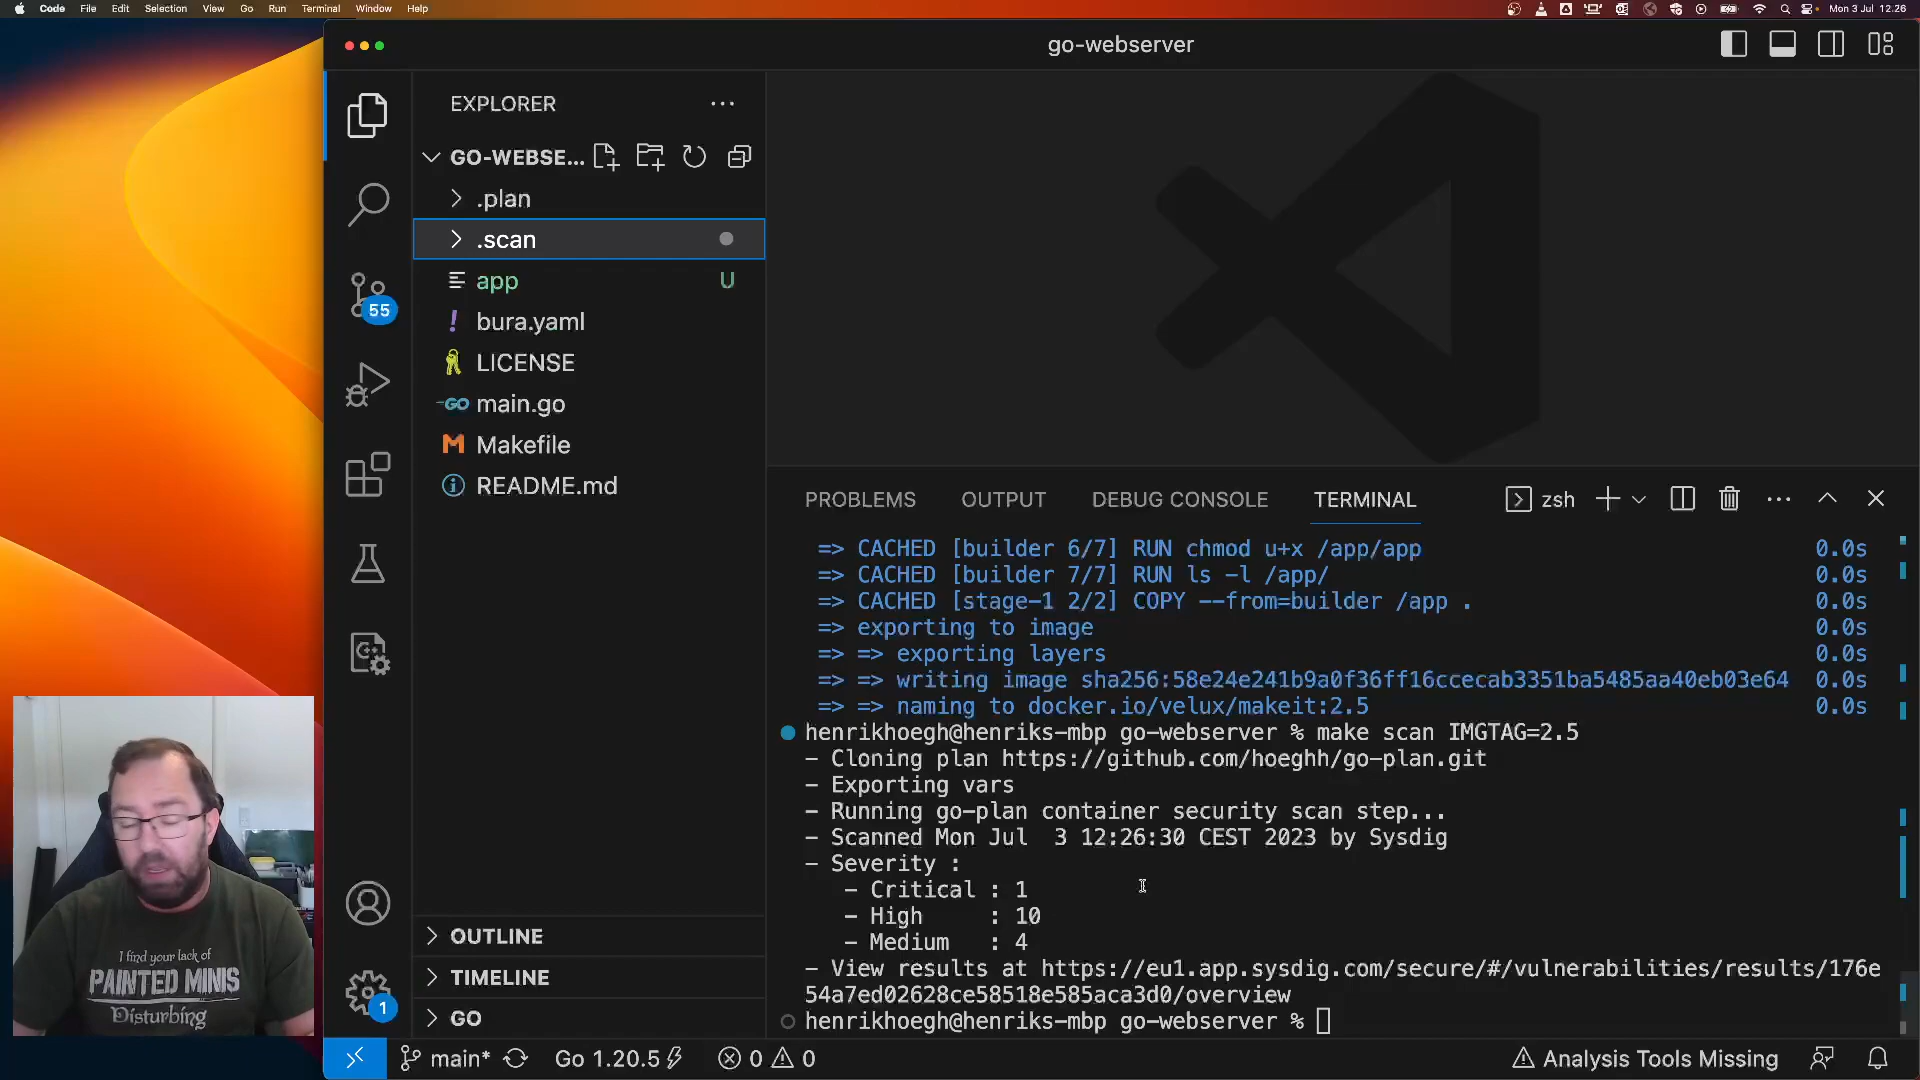 Code File Edit Selection View Go Run Terminal Window Help
Mon 3 Jul 12.26
go-webserver
EXPLORER
GO-WEBSE...
.plan
.scan
app U
bura.yaml
LICENSE
main.go
Makefile
README.md
OUTLINE
TIMELINE
GO
55
1
PROBLEMS OUTPUT DEBUG CONSOLE TERMINAL zsh
=> CACHED [builder 6/7] RUN chmod u+x /app/app 0.0s
=> CACHED [builder 7/7] RUN ls -l /app/ 0.0s
=> CACHED [stage-1 2/2] COPY --from=builder /app . 0.0s
=> exporting to image 0.0s
=> => exporting layers 0.0s
=> => writing image sha256:58e24e241b9a0f36ff16ccecab3351ba5485aa40eb03e64 0.0s
=> => naming to docker.io/velux/makeit:2.5 0.0s
henrikhoegh@henriks-mbp go-webserver % make scan IMGTAG=2.5
- Cloning plan https://github.com/hoeghh/go-plan.git
- Exporting vars
- Running go-plan container security scan step...
- Scanned Mon Jul  3 12:26:30 CEST 2023 by Sysdig
- Severity :
- Critical : 1
- High : 10
- Medium : 4
- View results at https://eu1.app.sysdig.com/secure/#/vulnerabilities/results/176e
54a7ed02628ce58518e585aca3d0/overview
henrikhoegh@henriks-mbp go-webserver %
main* Go 1.20.5 0 0 Analysis Tools Missing
I find your lack of
PAINTED MINIS
Disturbing